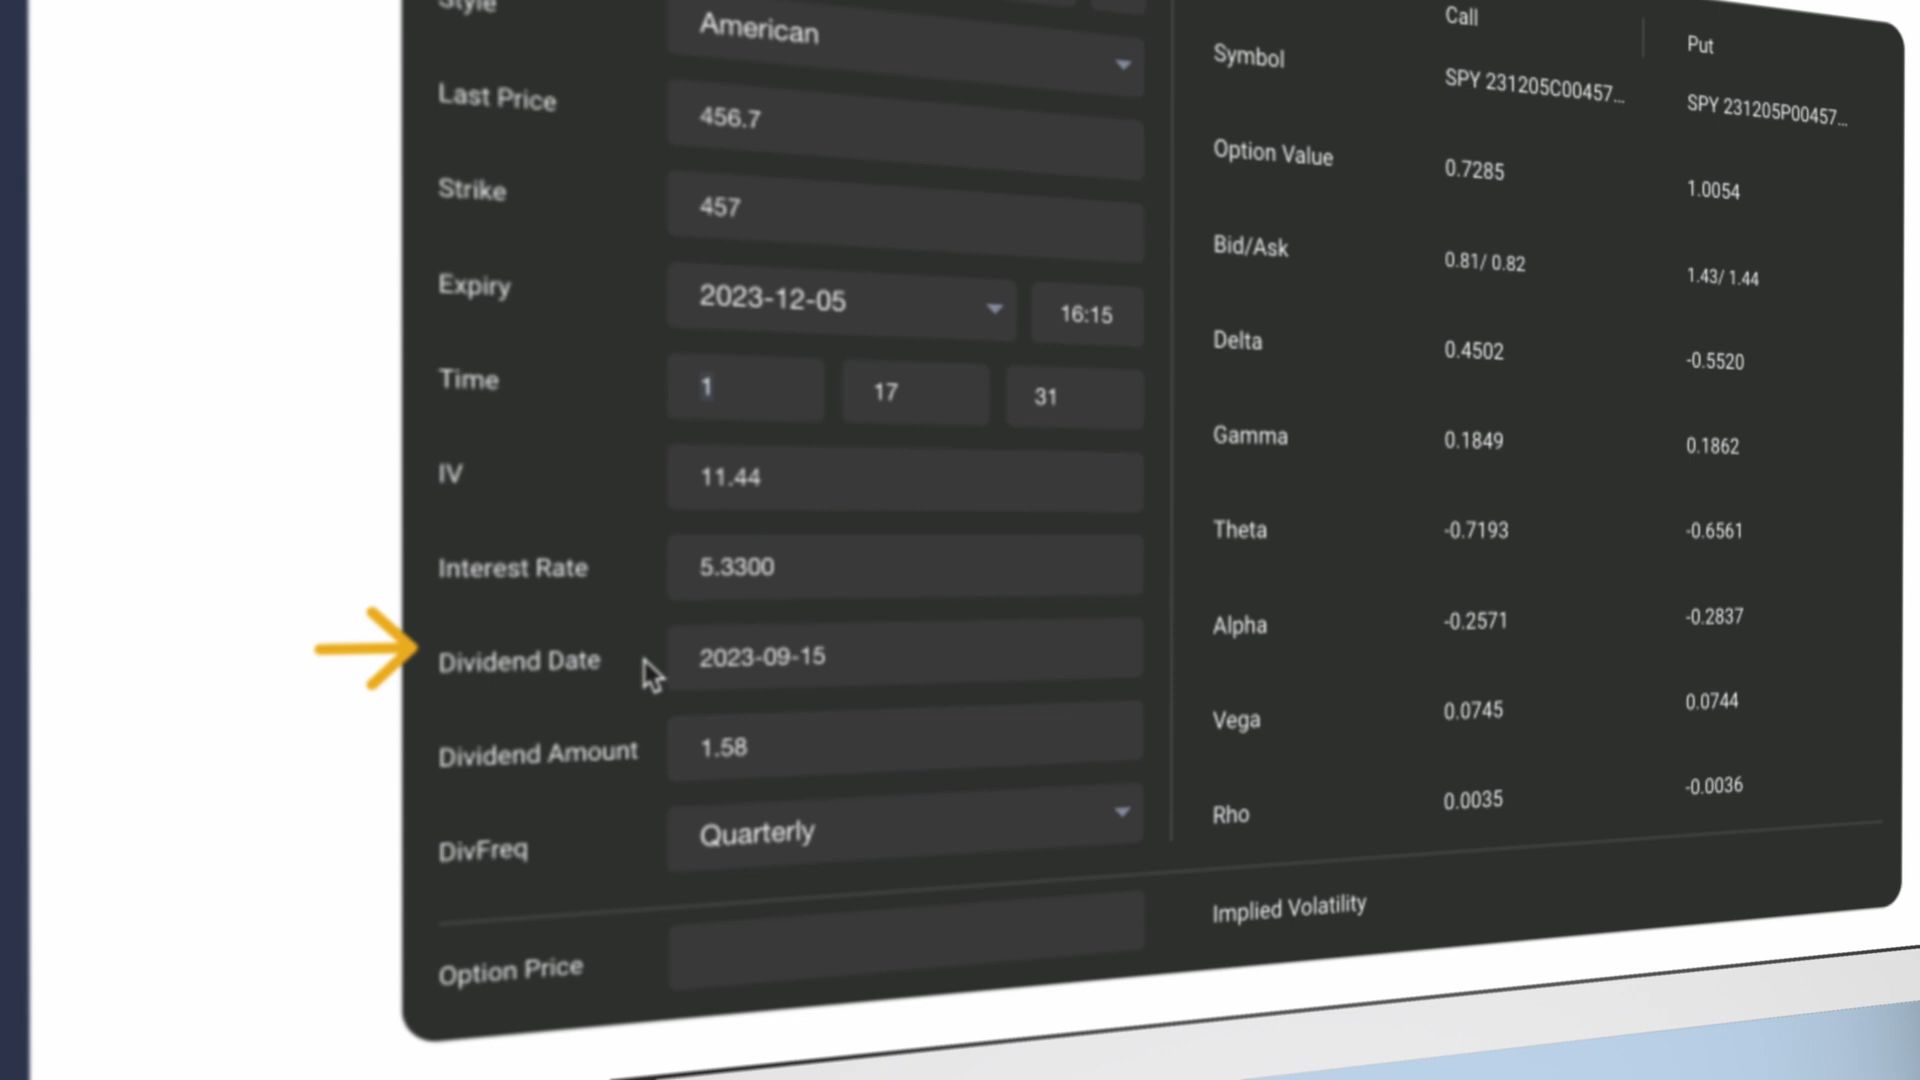 Style American
Last Price 456.7
Strike 457
Expiry 2023-12-05 16:15
Time 1 17 31
IV 11.44
Interest Rate 5.3300
Dividend Date 2023-09-15
Dividend Amount 1.58
DivFreq Quarterly
Option Price
Call Put
Symbol SPY 231205C00457... SPY 231205P00457...
Option Value 0.7285 1.0054
Bid/Ask 0.81/ 0.82 1.43/ 1.44
Delta 0.4502 -0.5520
Gamma 0.1849 0.1862
Theta -0.7193 -0.6561
Alpha -0.2571 -0.2837
Vega 0.0745 0.0744
Rho 0.0035 -0.0036
Implied Volatility